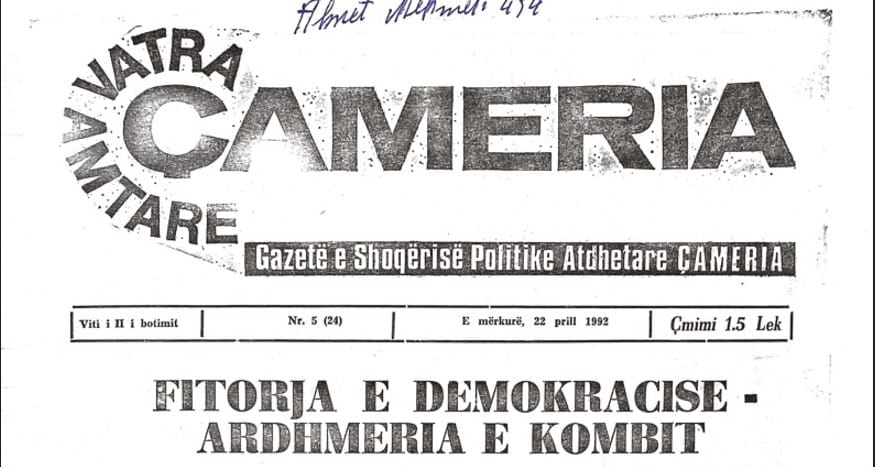 Ahmet Mehmeti
VATRA
AMTARE
ÇAMERIA
Gazetë e Shoqërisë Politike Atdhetare ÇAMERIA
Viti i II i botimit
Nr. 5 (24)
E mërkurë, 22 prill 1992
Çmimi 1.5 Lek
FITORJA E DEMOKRACISE -
ARDHMERIA E KOMBIT